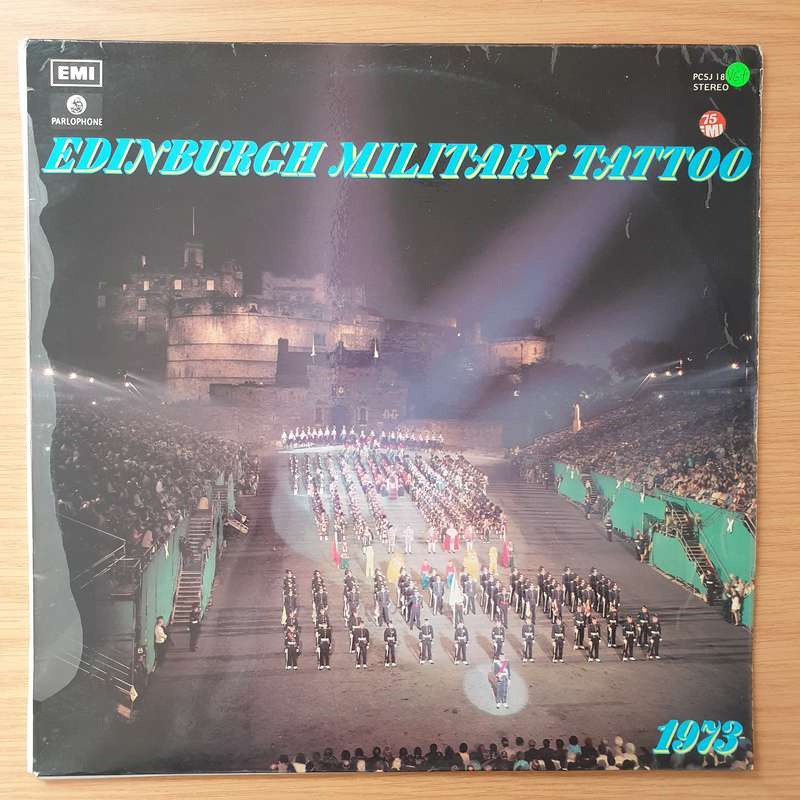 EMI
PARLOPHONE
PCSJ 18
STEREO
75
EMI
EDINBURGH MILITARY TATTOO
1973